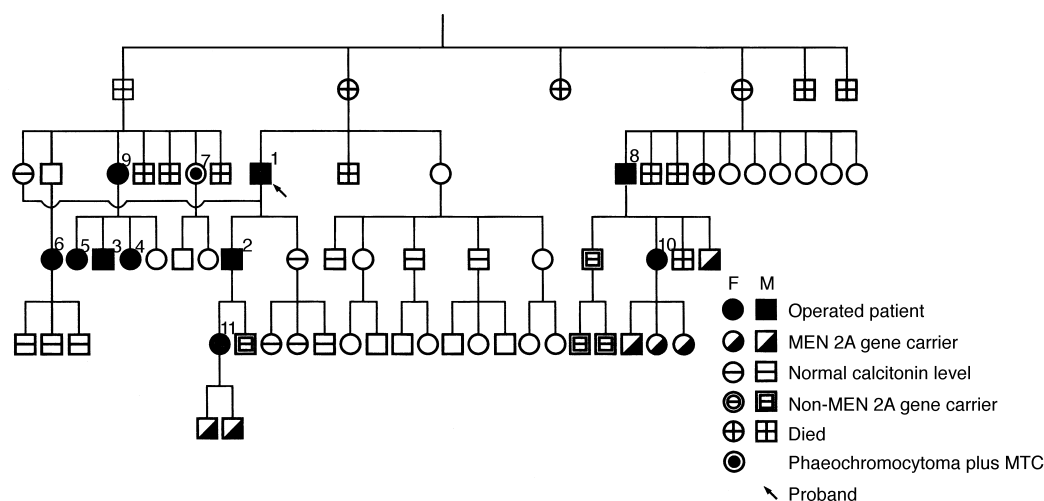 9
7
1
8
6
5
3
4
2
10
11
F M
Operated patient
MEN 2A gene carrier
Normal calcitonin level
Non-MEN 2A gene carrier
Died
Phaeochromocytoma plus MTC
Proband